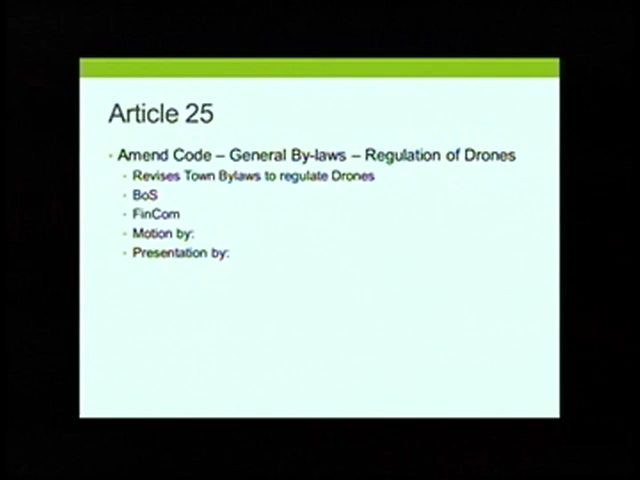 Article 25
Amend Code – General By-laws – Regulation of Drones
Revises Town Bylaws to regulate Drones
BoS
FinCom
Motion by:
Presentation by: